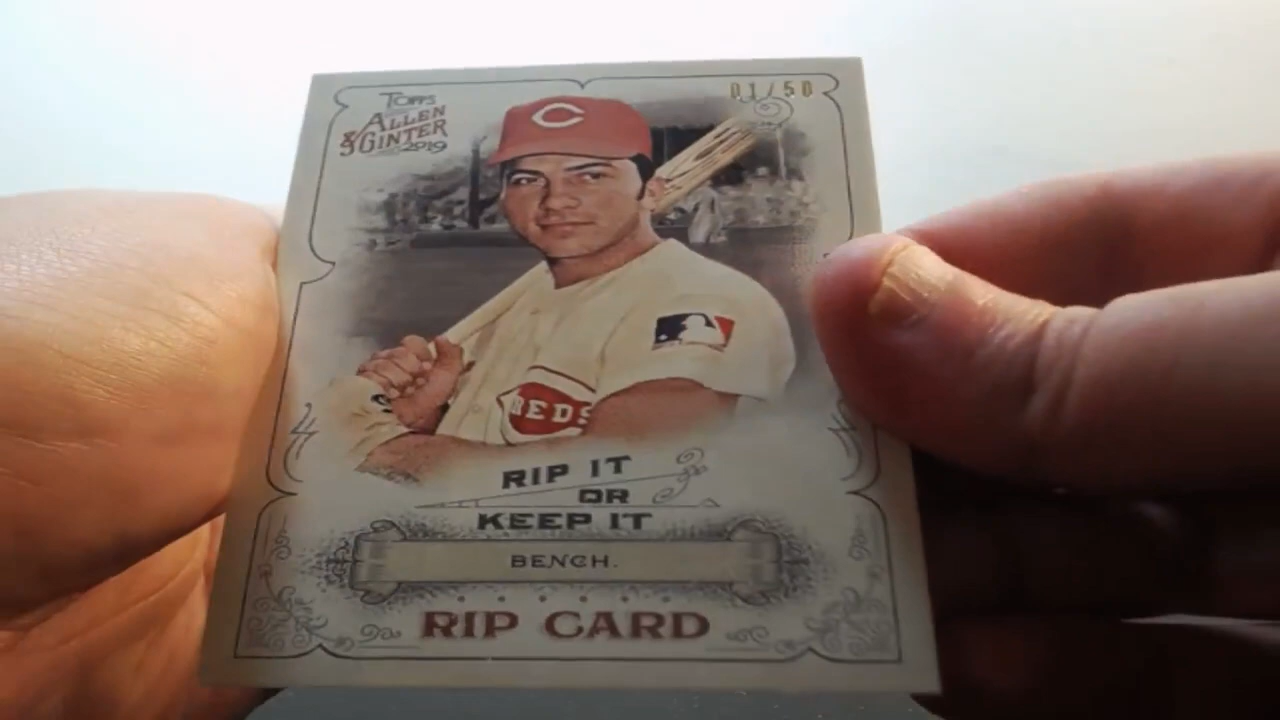 TOPPS
ALLEN
& GINTER
2019
01/50
C
REDS
RIP IT
OR
KEEP IT
BENCH.
RIP CARD